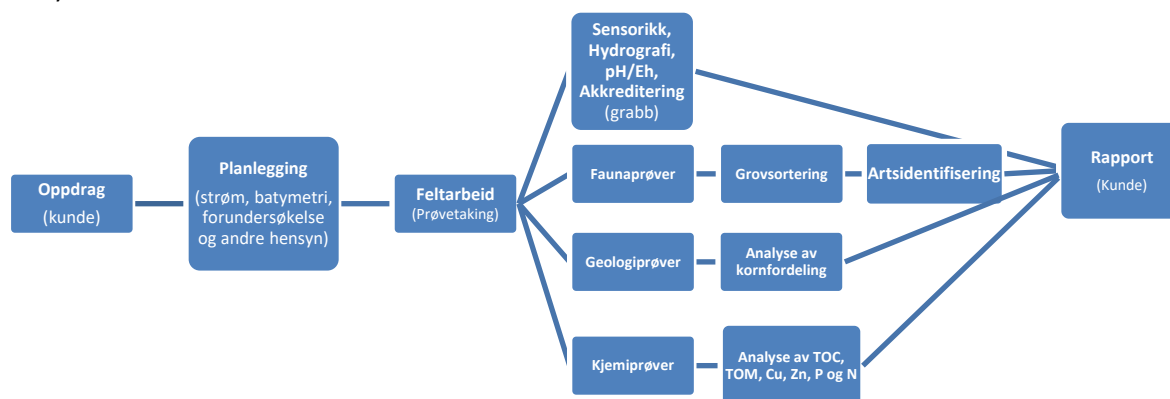 Oppdrag
(kunde)
Planlegging
(strøm, batymetri,
forundersøkelse
og andre hensyn)
Feltarbeid
(Prøvetaking)
Sensorikk,
Hydrografi,
pH/Eh,
Akkreditering
(grabb)
Faunaprøver
Grovsortering
Artsidentifisering
Geologiprøver
Analyse av
kornfordeling
Kjemiprøver
Analyse av TOC,
TOM, Cu, Zn, P og N
Rapport
(Kunde)